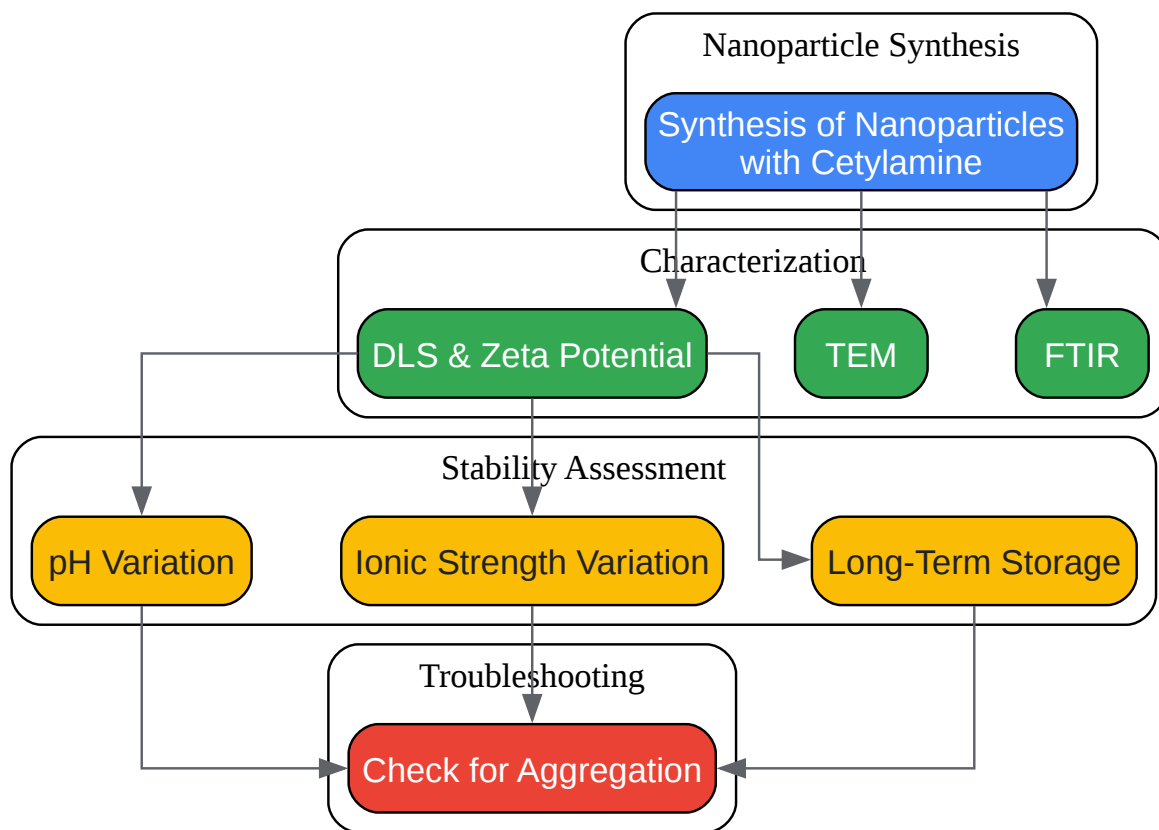 Nanoparticle Synthesis
Synthesis of Nanoparticles
with Cetylamine
Characterization
DLS & Zeta Potential
TEM
FTIR
Stability Assessment
pH Variation
Ionic Strength Variation
Long-Term Storage
Troubleshooting
Check for Aggregation